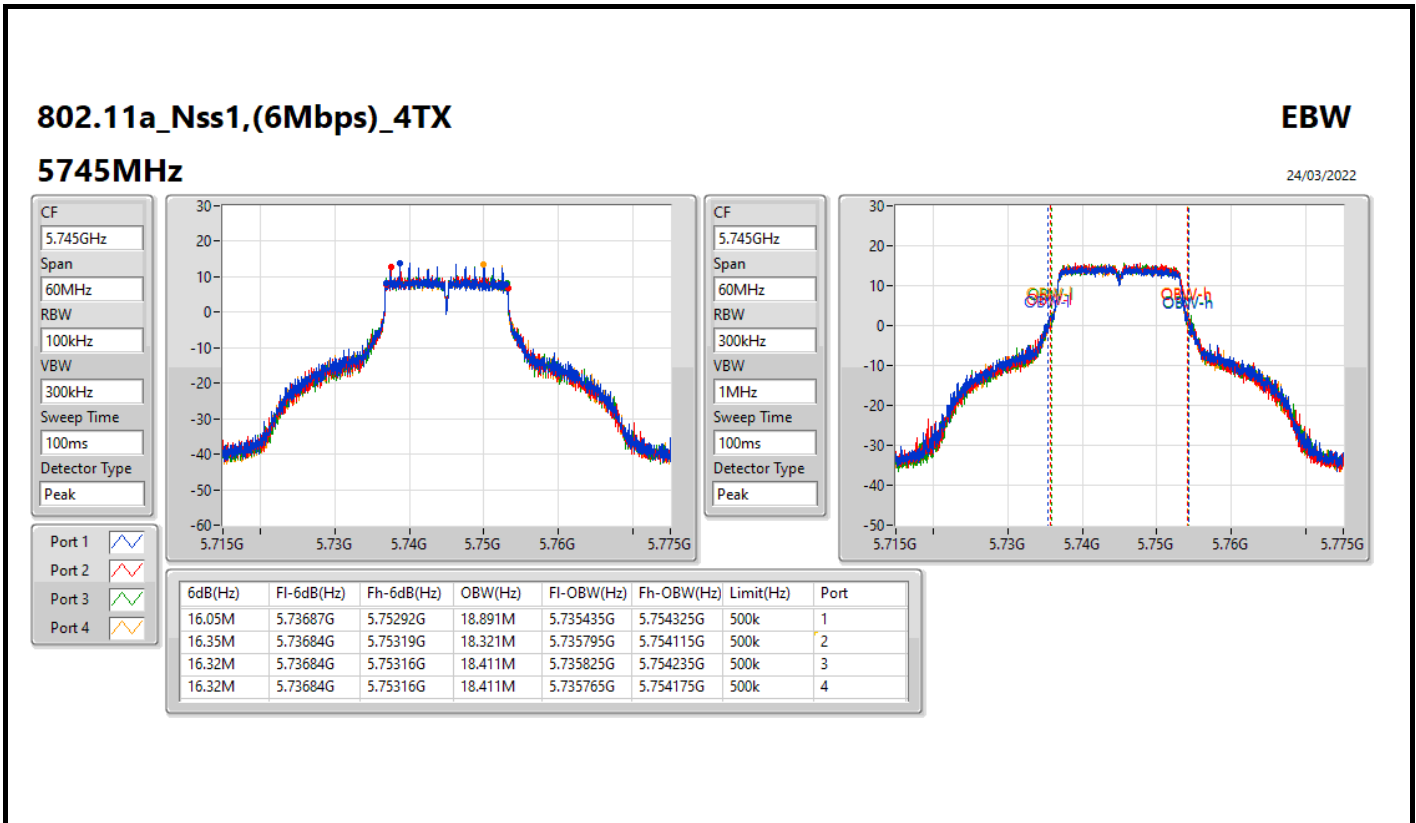 802.11a_Nss1,(6Mbps)_4TX
EBW
5745MHz
24/03/2022
CF
5.745GHz
Span
60MHz
RBW
100kHz
VBW
300kHz
Sweep Time
100ms
Detector Type
Peak
Port 1
Port 2
Port 3
Port 4
30
20
10
0
-10
-20
-30
-40
-50
-60
5.715G 5.73G 5.74G 5.75G 5.76G 5.775G
CF
5.745GHz
Span
60MHz
RBW
300kHz
VBW
1MHz
Sweep Time
100ms
Detector Type
Peak
30
20
10
0
-10
-20
-30
-40
-50
OBW-l OBW-h
5.715G 5.73G 5.74G 5.75G 5.76G 5.775G
6dB(Hz) Fl-6dB(Hz) Fh-6dB(Hz) OBW(Hz) Fl-OBW(Hz) Fh-OBW(Hz) Limit(Hz) Port
16.05M 5.73687G 5.75292G 18.891M 5.735435G 5.754325G 500k 1
16.35M 5.73684G 5.75319G 18.321M 5.735795G 5.754115G 500k 2
16.32M 5.73684G 5.75316G 18.411M 5.735825G 5.754235G 500k 3
16.32M 5.73684G 5.75316G 18.411M 5.735765G 5.754175G 500k 4